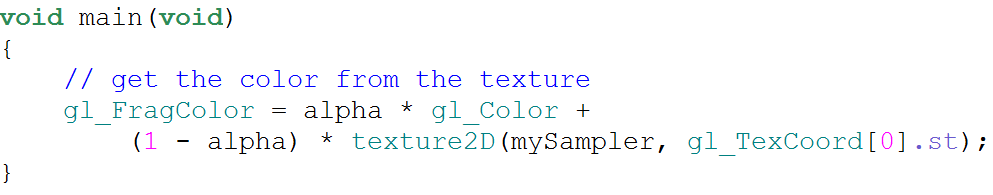 void main(void)
{
    // get the color from the texture
    gl_FragColor = alpha * gl_Color +
        (1 - alpha) * texture2D(mySampler, gl_TexCoord[0].st);
}